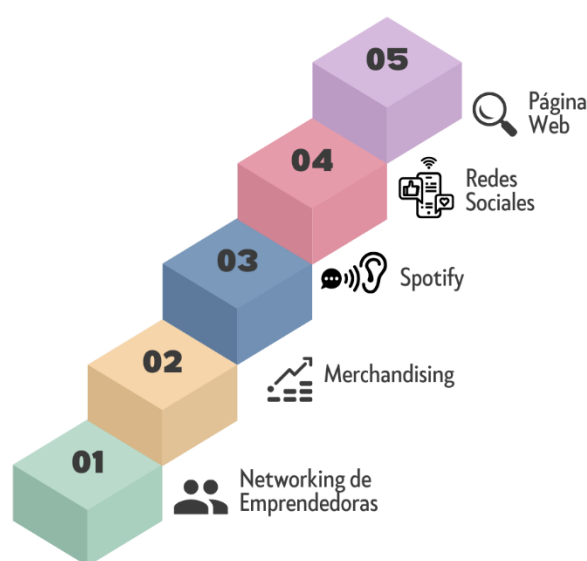 05
Página
Web
04
Redes
Sociales
03
Spotify
02
Merchandising
01
Networking de
Emprendedoras